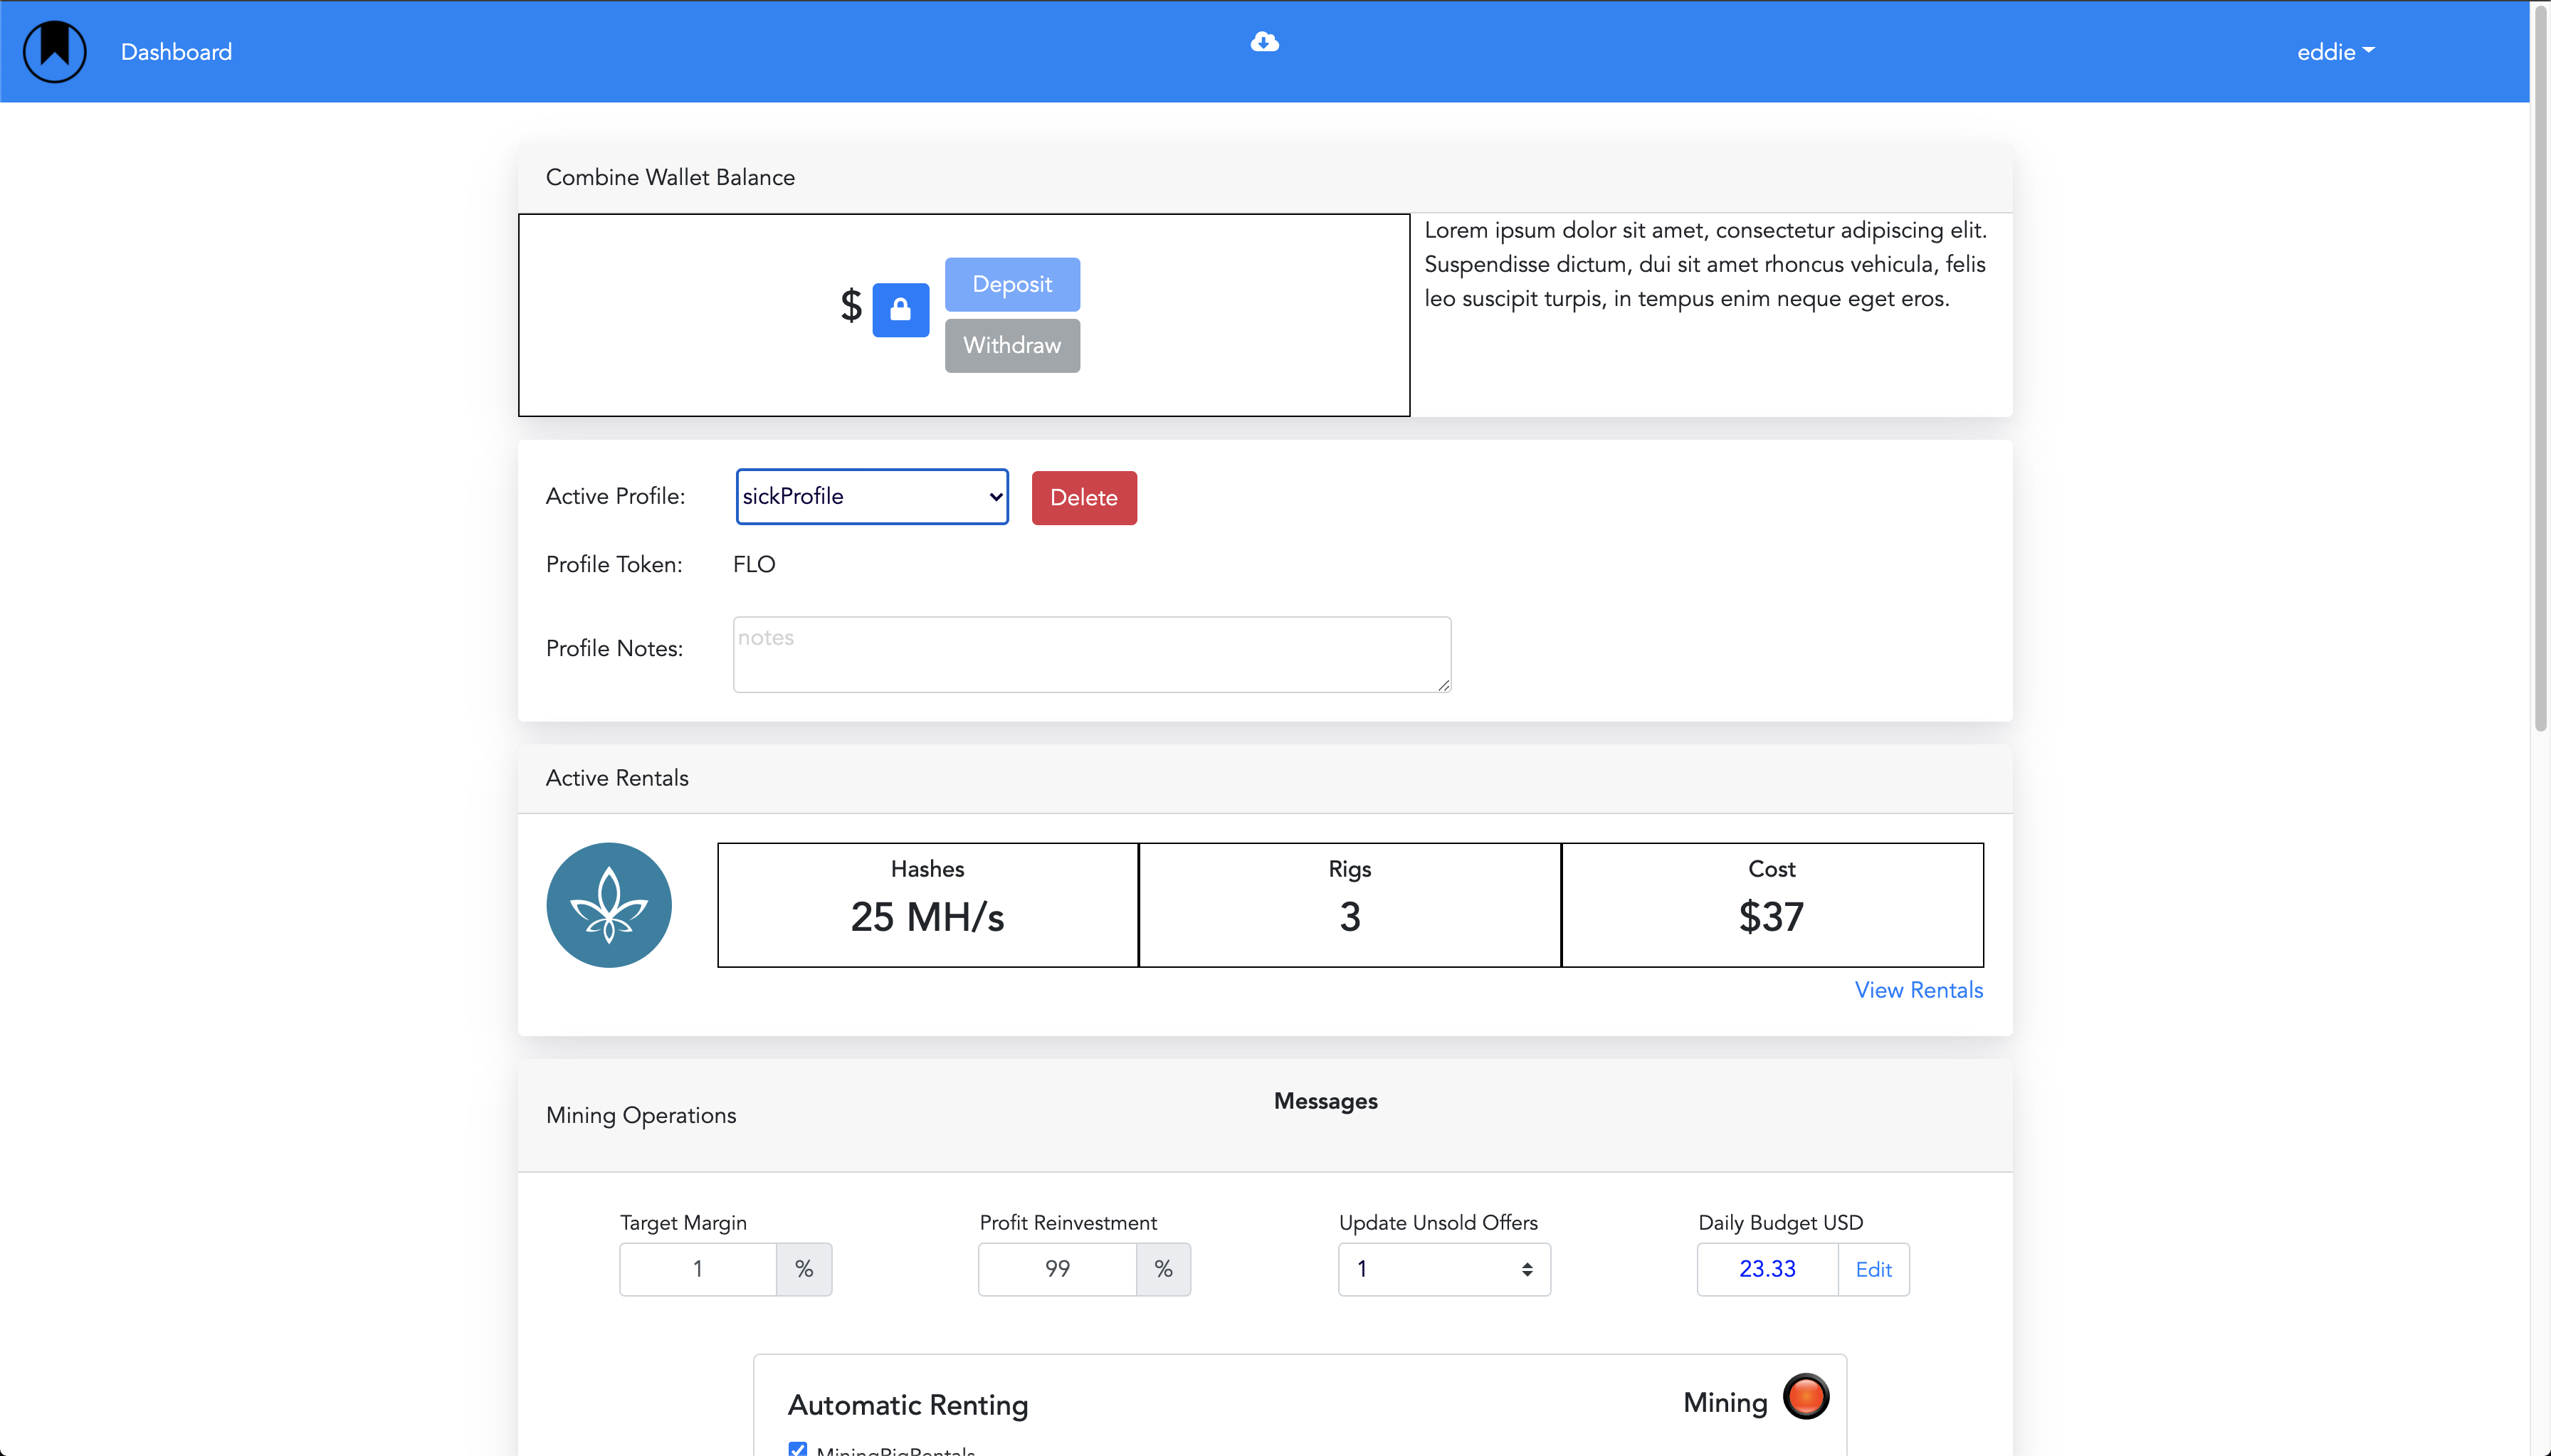 Dashboard
eddie
Combine Wallet Balance
$
Deposit
Withdraw
Lorem ipsum dolor sit amet, consectetur adipiscing elit.
Suspendisse dictum, dui sit amet rhoncus vehicula, felis
leo suscipit turpis, in tempus enim neque eget eros.
Active Profile: sickProfile Delete
Profile Token: FLO
Profile Notes: notes
Active Rentals
Hashes Rigs Cost
25 MH/s 3 $37
View Rentals
Messages
Mining Operations
Target Margin Profit Reinvestment Update Unsold Offers Daily Budget USD
1 % 99 % 1 23.33 Edit
Automatic Renting Mining
MiningRigRentals